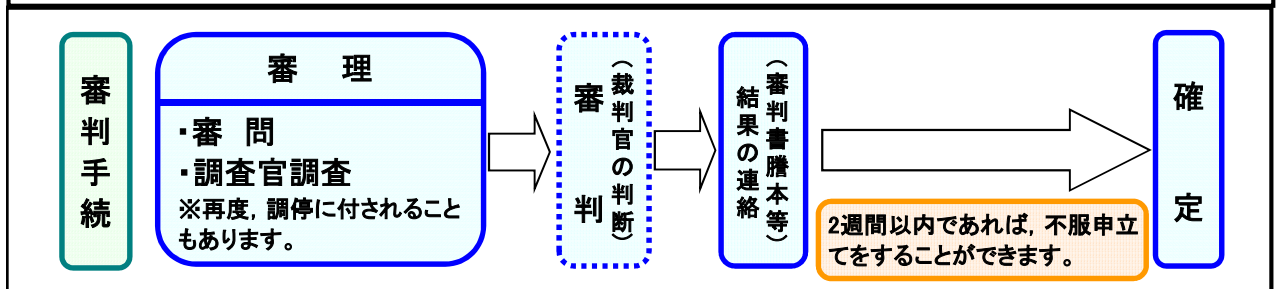 審判手続
審　理
・審　問
・調査官調査
※再度，調停に付されること
もあります。
審　判
（裁判官の判断）
結果の連絡
（審判書謄本等）
2週間以内であれば，不服申立
てをすることができます。
確　定